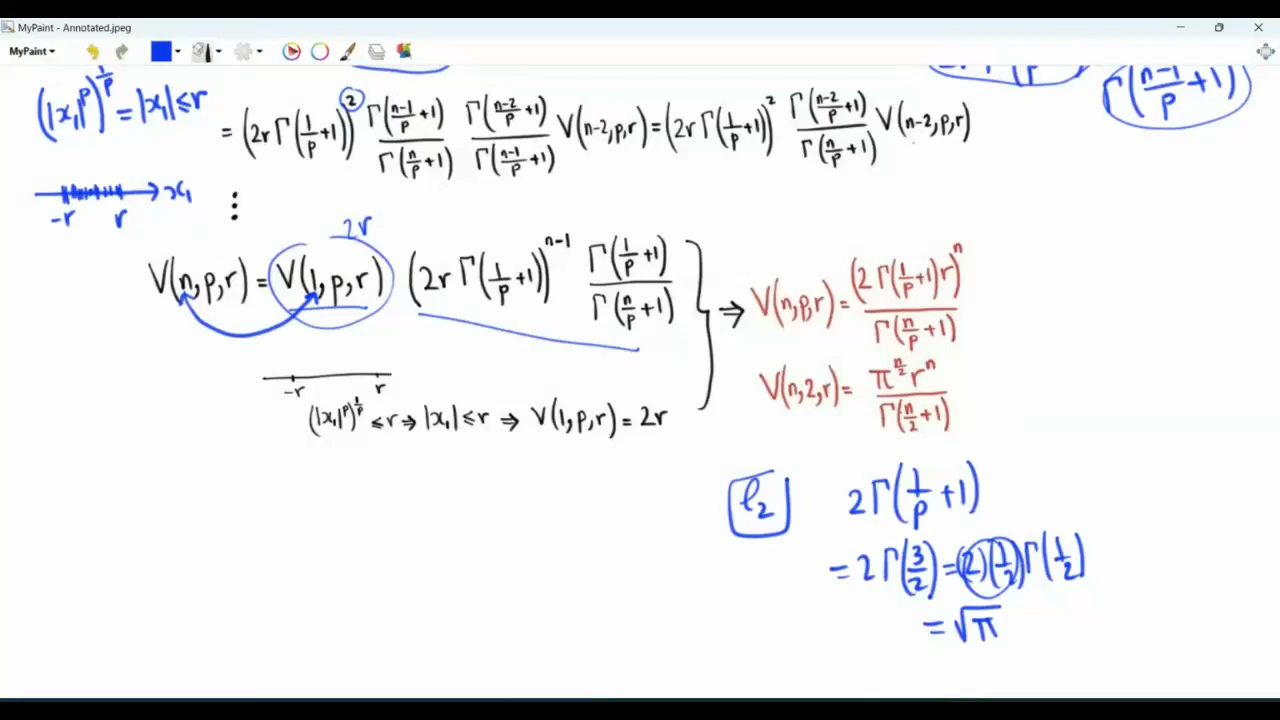 MyPaint - Annotated.jpeg
MyPaint
(|x₁|^p)^{1/p} = |x₁| ≤ r
= (2r Γ(1/p +1))^2 Γ(n-1/p +1)/Γ(n/p +1) Γ(n-2/p +1)/Γ(n-1/p +1) V(n-2,p,r) = (2r Γ(1/p +1))^2 Γ(n-2/p +1)/Γ(n/p +1) V(n-2,p,r)
Γ(n-1/p +1)
-r r x₁
⋮
2r
V(n,p,r) = V(1,p,r) (2r Γ(1/p +1))^{n-1} Γ(1/p +1)/Γ(n/p +1) } ⇒ V(n,p,r) = (2Γ(1/p +1)r)^n/Γ(n/p +1)
V(n,2,r) = π^{n/2} r^n/Γ(n/2 +1)
-r r
(|x₁|^p)^{1/p} ≤ r ⇒ |x₁| ≤ r ⇒ V(1,p,r) = 2r
ℓ₂ 2Γ(1/p +1)
= 2Γ(3/2) = (2)(1/2)Γ(1/2)
= √π